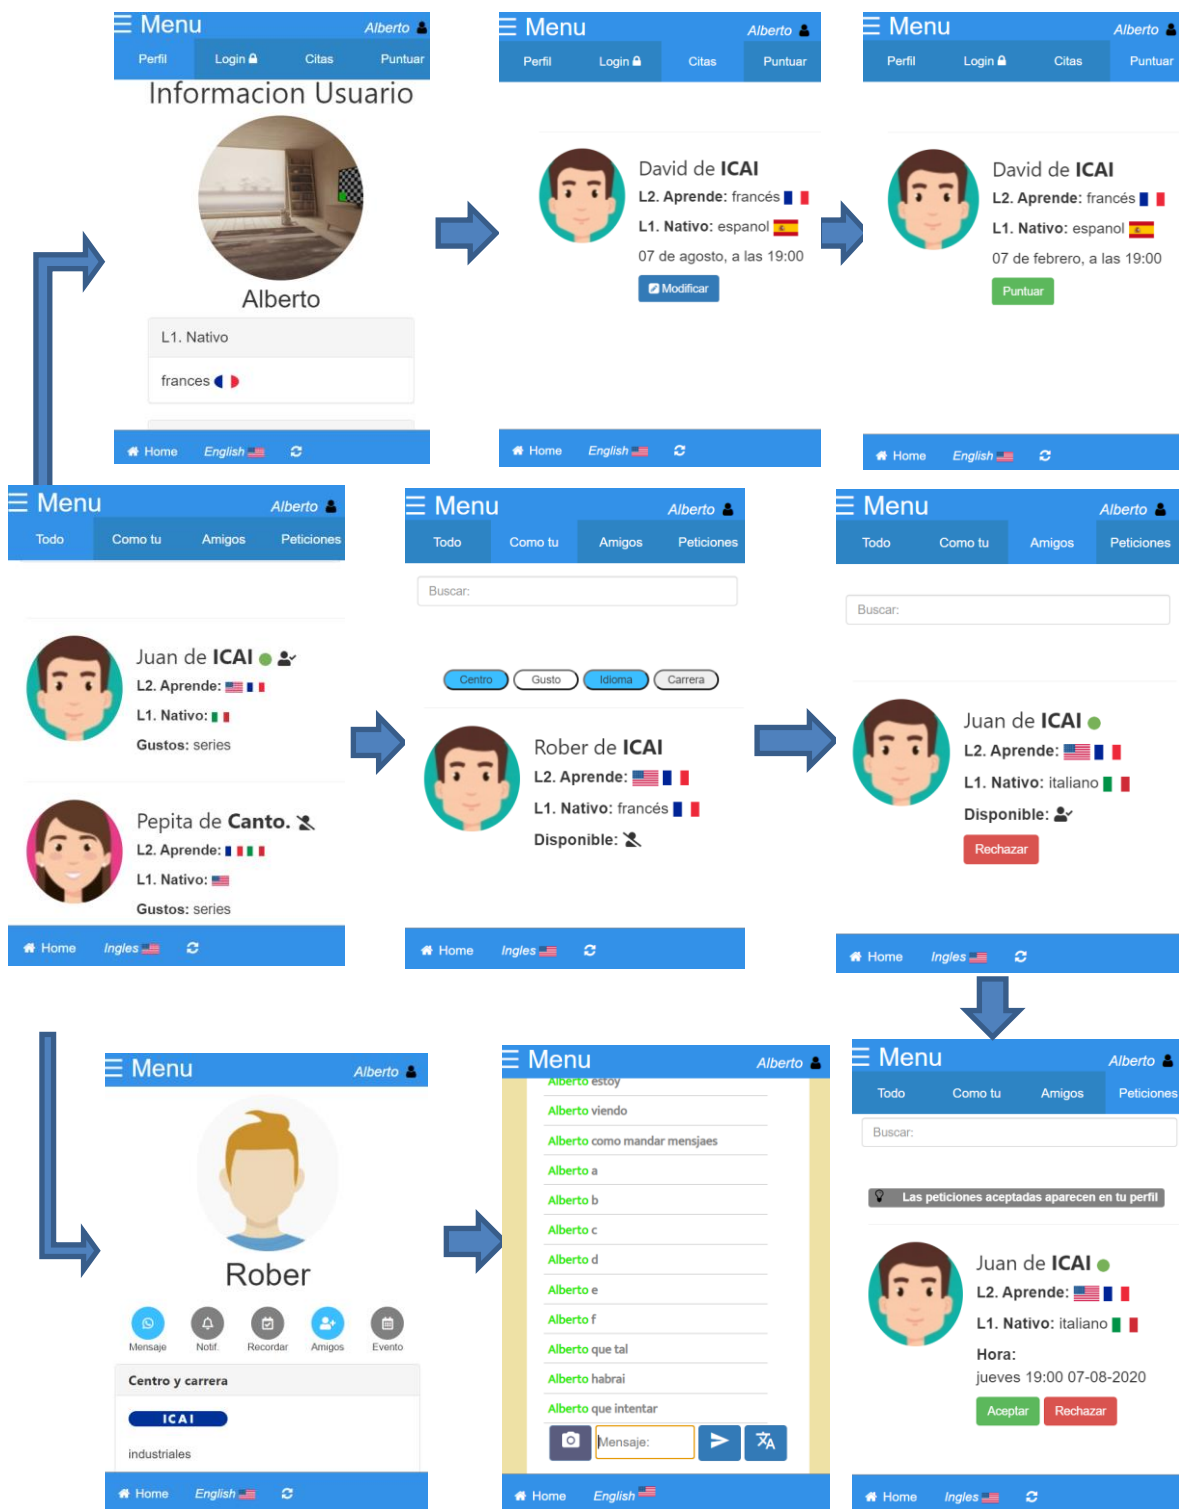 Menu Alberto
Perfil Login Citas Puntuar
Informacion Usuario
Alberto
L1. Nativo
frances
Home English
Menu Alberto
Perfil Login Citas Puntuar
David de ICAI
L2. Aprende: francés
L1. Nativo: espanol
07 de agosto, a las 19:00
Modificar
Home English
Menu Alberto
Perfil Login Citas Puntuar
David de ICAI
L2. Aprende: francés
L1. Nativo: espanol
07 de febrero, a las 19:00
Puntuar
Home English
Menu Alberto
Todo Como tu Amigos Peticiones
Juan de ICAI
L2. Aprende:
L1. Nativo:
Gustos: series
Pepita de Canto.
L2. Aprende:
L1. Nativo:
Gustos: series
Home Ingles
Menu Alberto
Todo Como tu Amigos Peticiones
Buscar:
Centro Gusto Idioma Carrera
Rober de ICAI
L2. Aprende:
L1. Nativo: francés
Disponible:
Home Ingles
Menu Alberto
Todo Como tu Amigos Peticiones
Buscar:
Juan de ICAI
L2. Aprende:
L1. Nativo: italiano
Disponible:
Rechazar
Home Ingles
Menu Alberto
Rober
Mensaje Notif. Recordar Amigos Evento
Centro y carrera
ICAI
industriales
Home English
Menu Alberto
Alberto estoy
Alberto viendo
Alberto como mandar mensjaes
Alberto a
Alberto b
Alberto c
Alberto d
Alberto e
Alberto f
Alberto que tal
Alberto habrai
Alberto que intentar
Mensaje:
Home English
Menu Alberto
Todo Como tu Amigos Peticiones
Buscar:
Las peticiones aceptadas aparecen en tu perfil
Juan de ICAI
L2. Aprende:
L1. Nativo: italiano
Hora:
jueves 19:00 07-08-2020
Aceptar Rechazar
Home Ingles